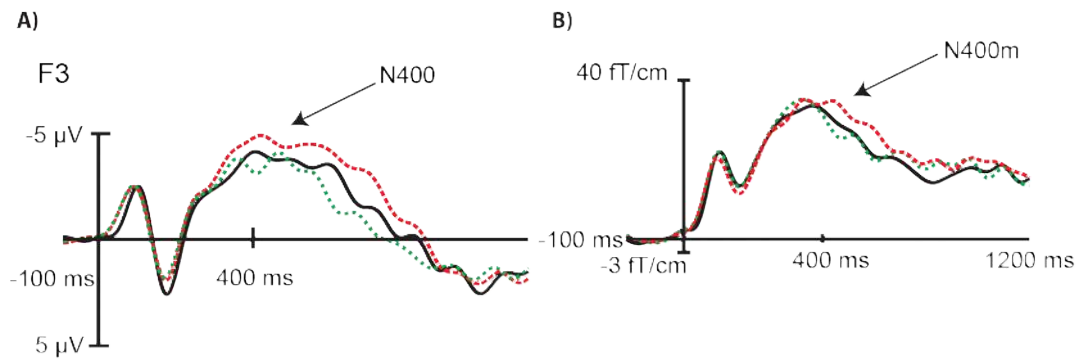 A)
F3
N400
-5 µV
-100 ms
400 ms
5 µV
B)
N400m
40 fT/cm
-100 ms
-3 fT/cm
400 ms
1200 ms